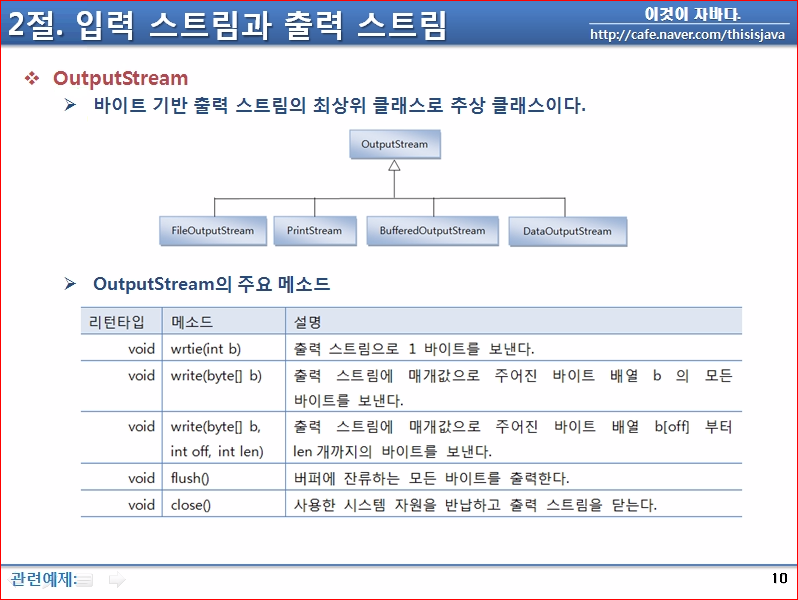 2절. 입력 스트림과 출력 스트림
이것이 자바다.
http://cafe.naver.com/thisisjava
OutputStream
바이트 기반 출력 스트림의 최상위 클래스로 추상 클래스이다.
OutputStream
FileOutputStream PrintStream BufferedOutputStream DataOutputStream
OutputStream의 주요 메소드
리턴타입 메소드 설명
void wrtie(int b) 출력 스트림으로 1 바이트를 보낸다.
void write(byte[] b) 출력 스트림에 매개값으로 주어진 바이트 배열 b 의 모든
바이트를 보낸다.
void write(byte[] b, 출력 스트림에 매개값으로 주어진 바이트 배열 b[off] 부터
int off, int len) len 개까지의 바이트를 보낸다.
void flush() 버퍼에 잔류하는 모든 바이트를 출력한다.
void close() 사용한 시스템 자원을 반납하고 출력 스트림을 닫는다.
관련예제:
10